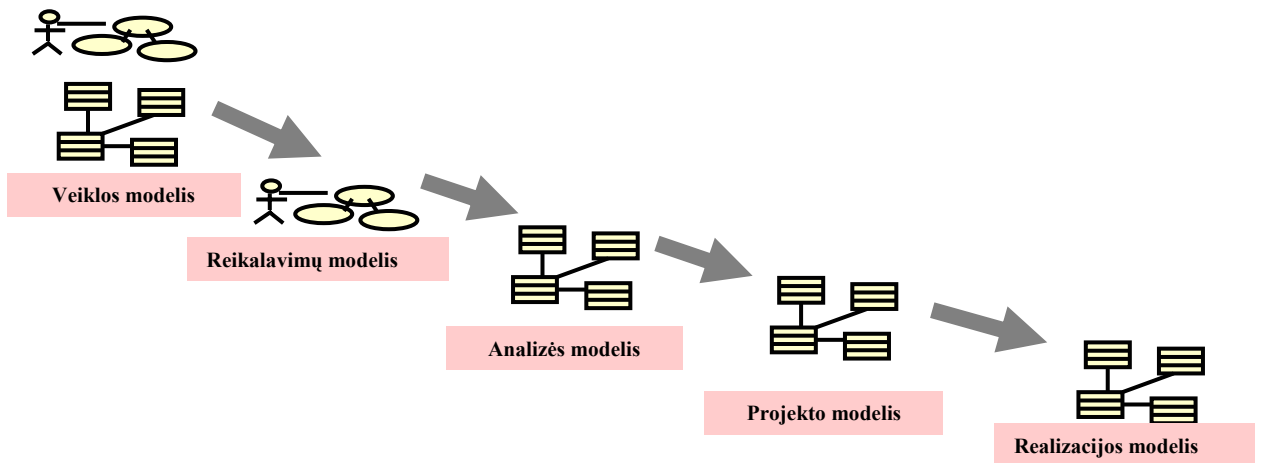 Veiklos modelis
Reikalavimų modelis
Analizės modelis
Projekto modelis
Realizacijos modelis